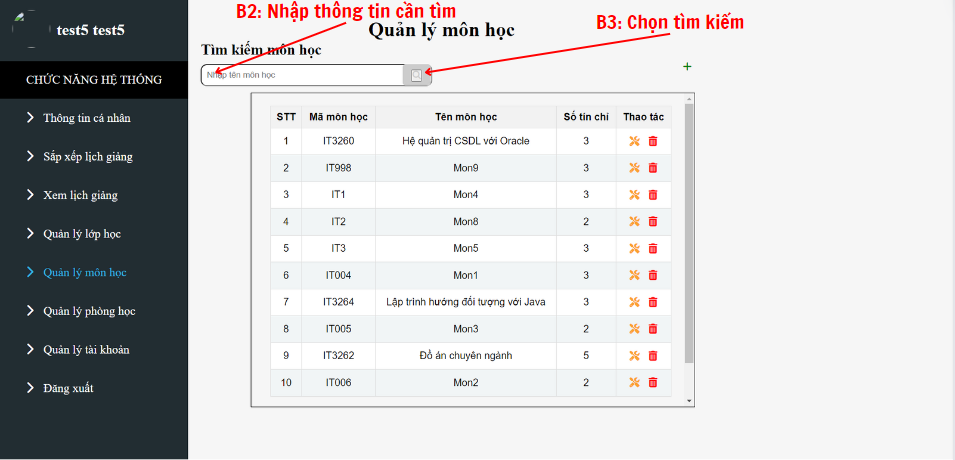 B2: Nhập thông tin cần tìm
B3: Chọn tìm kiếm
test5 test5
Quản lý môn học
Tìm kiếm môn học
Nhập tên môn học
+
CHỨC NĂNG HỆ THỐNG
Thông tin cá nhân
Sắp xếp lịch giảng
Xem lịch giảng
Quản lý lớp học
Quản lý môn học
Quản lý phòng học
Quản lý tài khoản
Đăng xuất
STT Mã môn học Tên môn học Số tín chỉ Thao tác
1 IT3260 Hệ quản trị CSDL với Oracle 3
2 IT998 Mon9 3
3 IT1 Mon4 3
4 IT2 Mon8 2
5 IT3 Mon5 3
6 IT004 Mon1 3
7 IT3264 Lập trình hướng đối tượng với Java 3
8 IT005 Mon3 2
9 IT3262 Đồ án chuyên ngành 5
10 IT006 Mon2 2